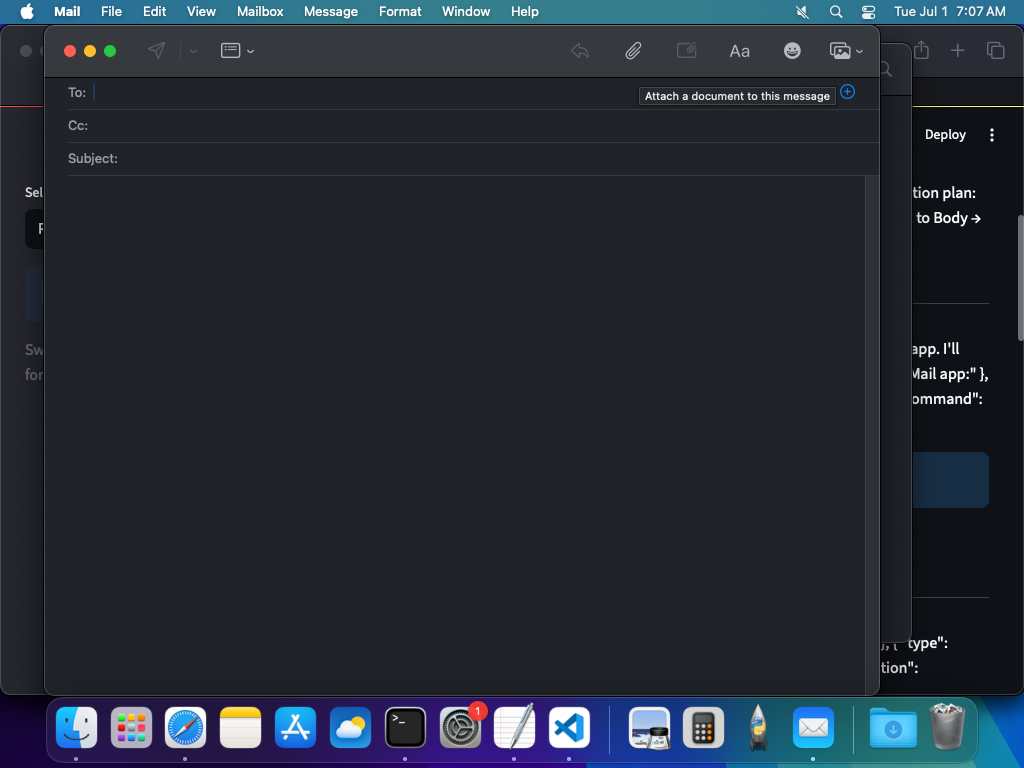 Mail File Edit View Mailbox Message Format Window Help Tue Jul 1 7:07 AM
Aa
To:
Attach a document to this message
Cc:
Subject:
Deploy
Sel
tion plan:
to Body →
app. I'll
Mail app:" },
ommand":
Sw
for
"type":
tion":
>_
1